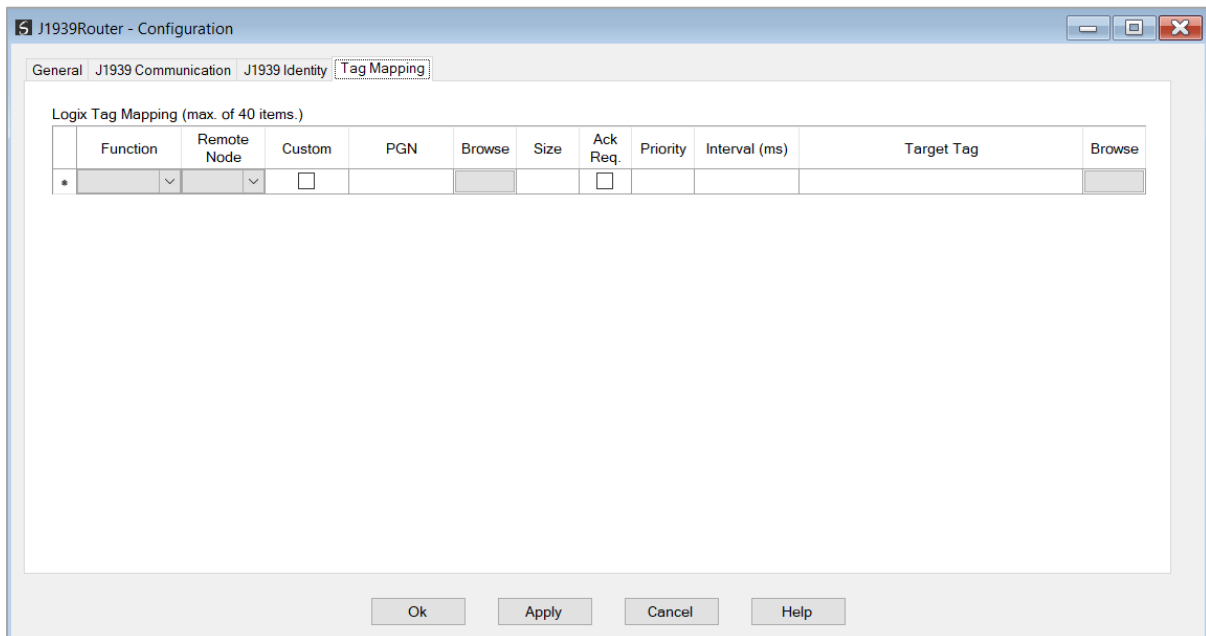 J1939Router - Configuration
General J1939 Communication J1939 Identity Tag Mapping
Logix Tag Mapping (max. of 40 items.)
Function Remote Node Custom PGN Browse Size Ack Req. Priority Interval (ms) Target Tag Browse
*
Ok Apply Cancel Help